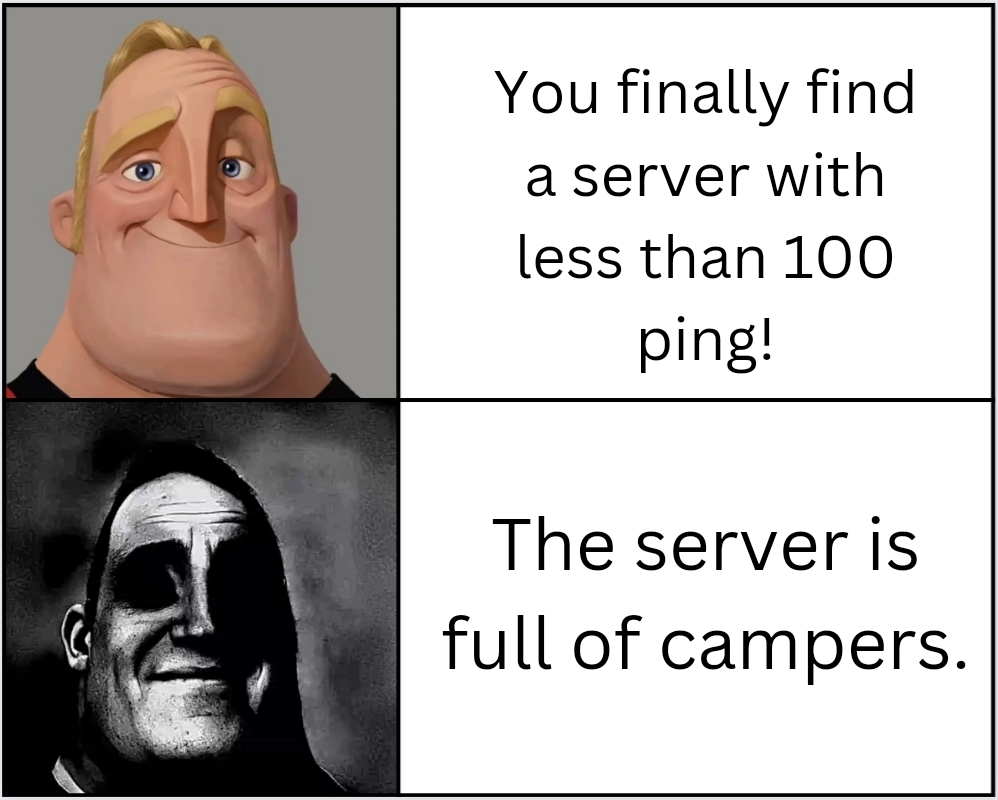 You finally find
a server with
less than 100
ping!
The server is
full of campers.